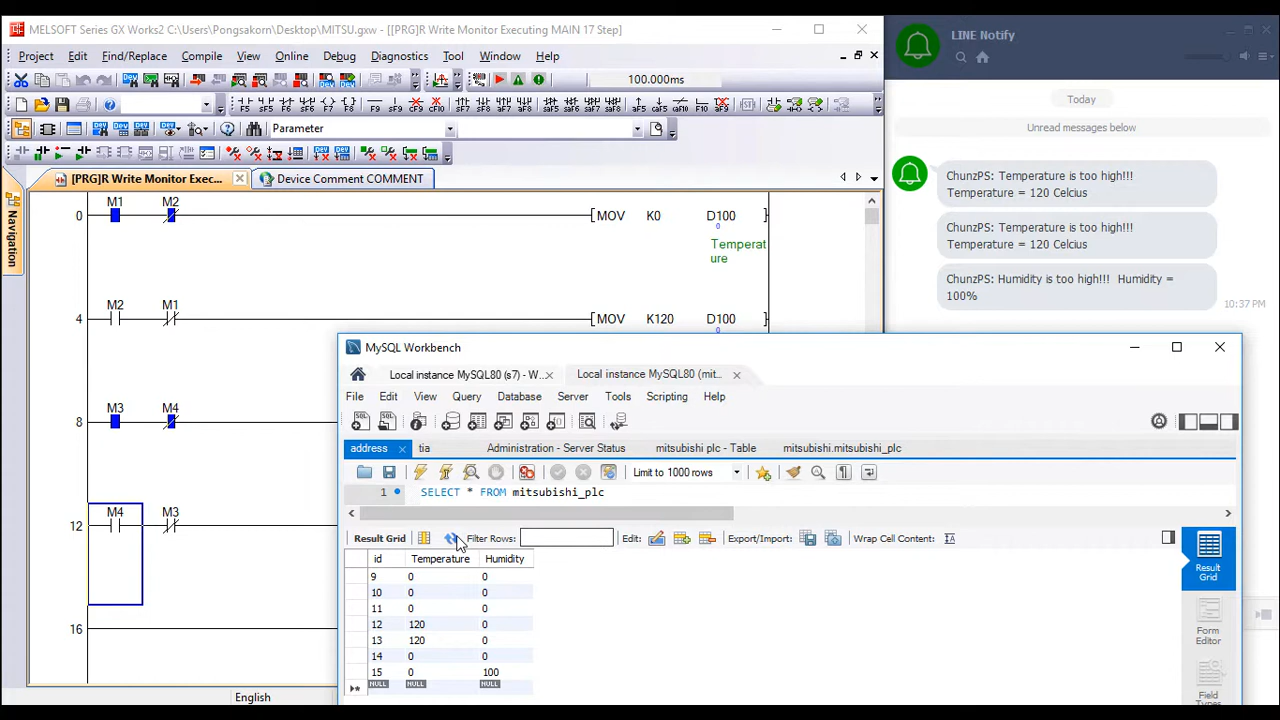 MELSOFT Series GX Works2 C:\Users\Pongsakorn\Desktop\MITSU.gxw - [[PRG]R Write Monitor Executing MAIN 17 Step]
Project Edit Find/Replace Compile View Online Debug Diagnostics Tool Window Help
100.000ms
Parameter
[PRG]R Write Monitor Exec...
Device Comment COMMENT
Navigation
M1 M2
0 MOV K0 D100
0
Temperat
ure
M2 M1
4 MOV K120 D100
0
M3 M4
8
M4 M3
12
16
English
LINE Notify
Today
Unread messages below
ChunzPS: Temperature is too high!!!
Temperature = 120 Celcius
ChunzPS: Temperature is too high!!!
Temperature = 120 Celcius
ChunzPS: Humidity is too high!!! Humidity =
100%
10:37 PM
MySQL Workbench
Local instance MySQL80 (s7) - W...
Local instance MySQL80 (mit...
File Edit View Query Database Server Tools Scripting Help
address tia Administration - Server Status mitsubishi plc - Table mitsubishi.mitsubishi_plc
Limit to 1000 rows
1 SELECT * FROM mitsubishi_plc
Result Grid Filter Rows: Edit: Export/Import: Wrap Cell Content: IA
id Temperature Humidity
9 0 0
10 0 0
11 0 0
12 120 0
13 120 0
14 0 0
15 0 100
NULL NULL NULL
Result
Grid
Form
Editor
Field